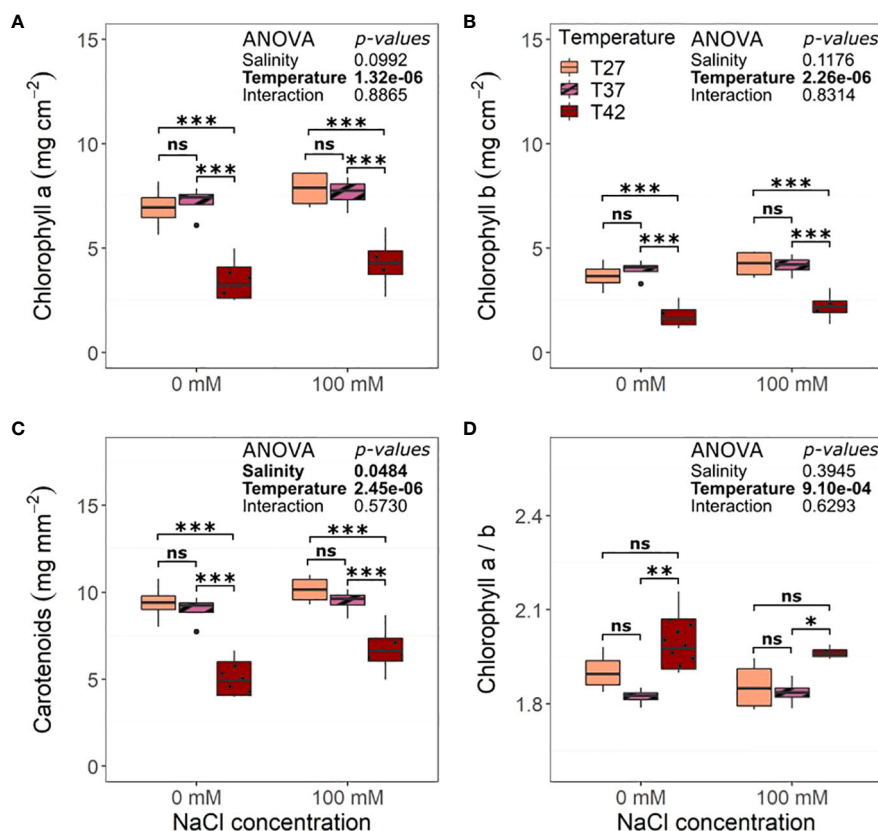 A
Chlorophyll a (mg cm−2)
15
10
5
0
ANOVA p-values
Salinity 0.0992
Temperature 1.32e-06
Interaction 0.8865
*** ***
ns *** ns ***
0 mM 100 mM
B
Chlorophyll b (mg cm−2)
15
10
5
0
Temperature
T27
T37
T42
ANOVA p-values
Salinity 0.1176
Temperature 2.26e-06
Interaction 0.8314
*** ***
ns *** ns ***
0 mM 100 mM
C
Carotenoids (mg mm−2)
15
10
5
0
ANOVA p-values
Salinity 0.0484
Temperature 2.45e-06
Interaction 0.5730
*** ***
ns *** ns ***
0 mM 100 mM
NaCl concentration
D
Chlorophyll a / b
2.4
2.1
1.8
ANOVA p-values
Salinity 0.3945
Temperature 9.10e-04
Interaction 0.6293
ns ns
ns ** ns *
0 mM 100 mM
NaCl concentration